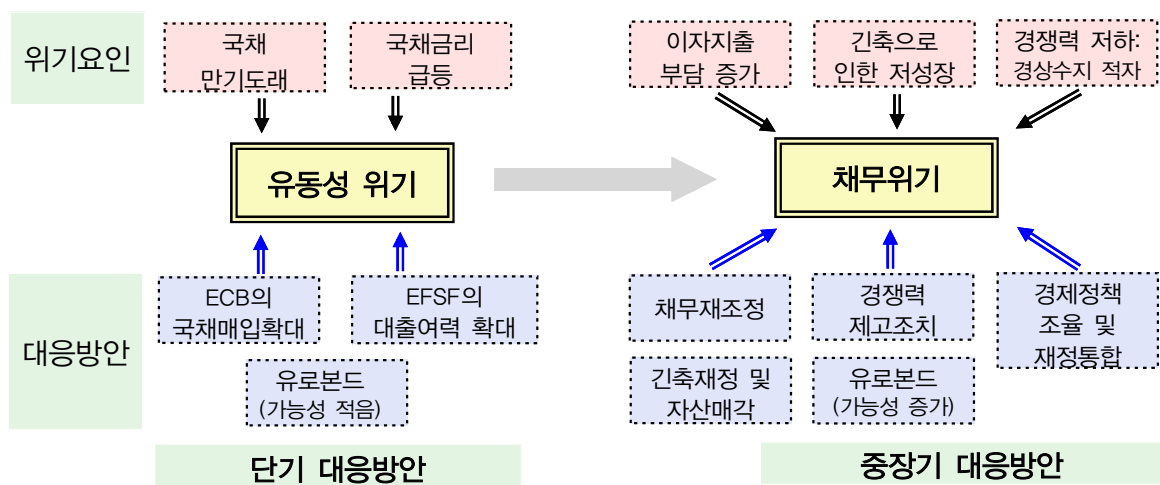 위기요인
국채
만기도래
국채금리
급등
이자지출
부담 증가
긴축으로
인한 저성장
경쟁력 저하:
경상수지 적자
유동성 위기
채무위기
대응방안
ECB의
국채매입확대
EFSF의
대출여력 확대
유로본드
(가능성 적음)
채무재조정
경쟁력
제고조치
경제정책
조율 및
재정통합
긴축재정 및
자산매각
유로본드
(가능성 증가)
단기 대응방안
중장기 대응방안